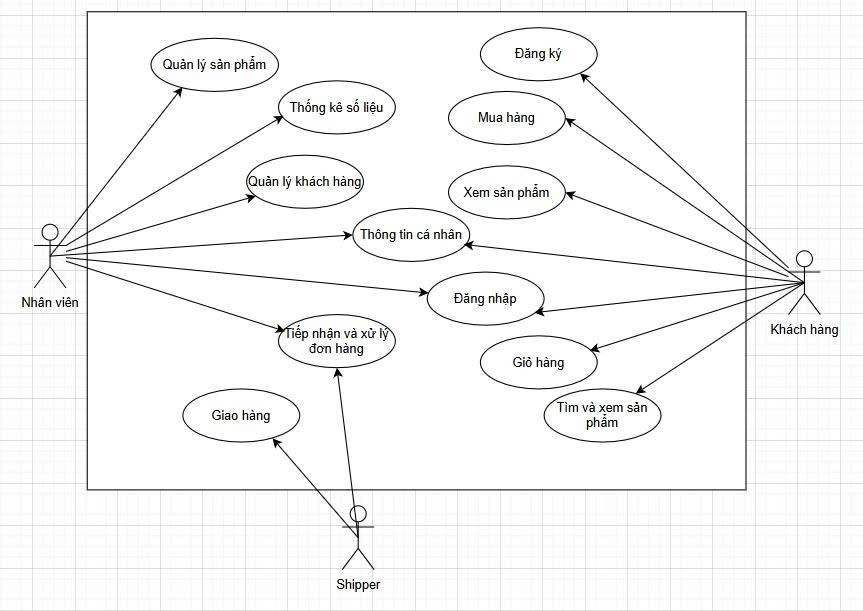 Đăng ký
Quản lý sản phẩm
Thống kê số liệu
Mua hàng
Quản lý khách hàng
Xem sản phẩm
Thông tin cá nhân
Nhân viên
Đăng nhập
Khách hàng
Tiếp nhận và xử lý
đơn hàng
Giỏ hàng
Giao hàng
Tìm và xem sản
phẩm
Shipper